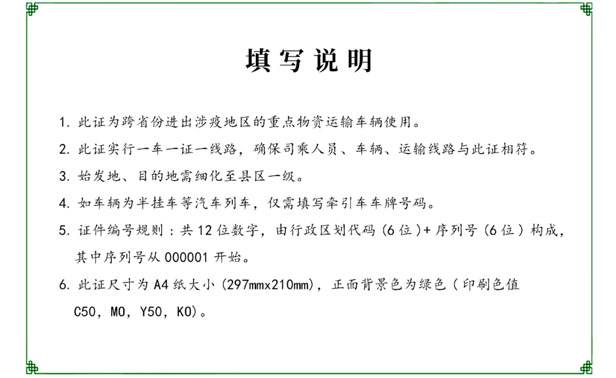 填写说明
1. 此证为跨省份进出涉疫地区的重点物资运输车辆使用。
2. 此证实行一车一证一线路，确保司乘人员、车辆、运输线路与此证相符。
3. 始发地、目的地需细化至县区一级。
4. 如车辆为半挂车等汽车列车，仅需填写牵引车车牌号码。
5. 证件编号规则：共12位数字，由行政区划代码(6位)+序列号(6位）构成，
其中序列号从000001开始。
6. 此证尺寸为A4纸大小(297mmx210mm)，正面背景色为绿色（印刷色值
C50，M0，Y50，K0)。